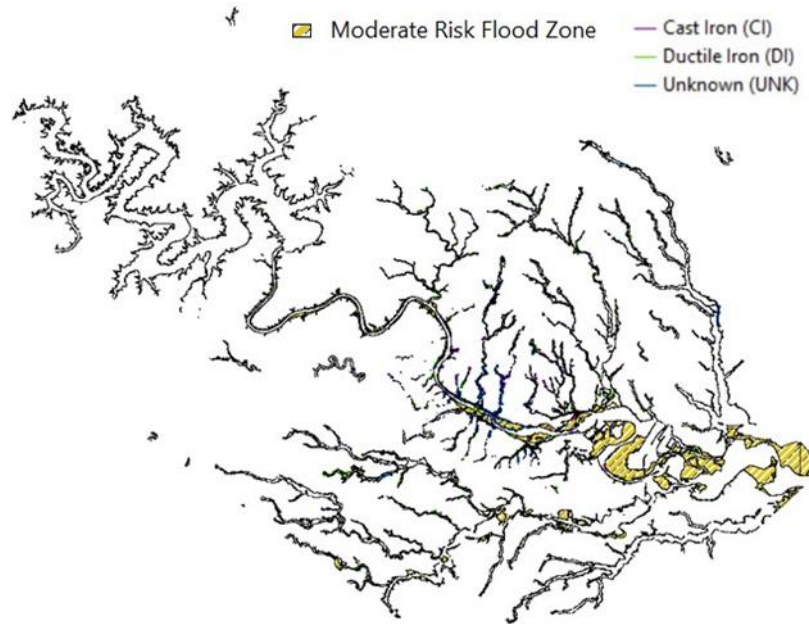 Moderate Risk Flood Zone
Cast Iron (CI)
Ductile Iron (DI)
Unknown (UNK)